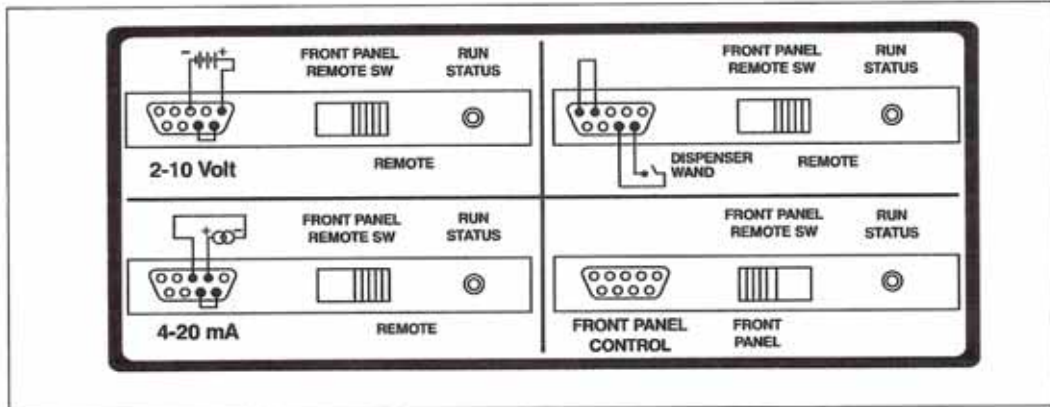 FRONT PANEL
REMOTE SW
RUN
STATUS
2-10 Volt
REMOTE
FRONT PANEL
REMOTE SW
RUN
STATUS
DISPENSER
WAND
REMOTE
FRONT PANEL
REMOTE SW
RUN
STATUS
4-20 mA
REMOTE
FRONT PANEL
REMOTE SW
RUN
STATUS
FRONT PANEL
CONTROL
FRONT
PANEL